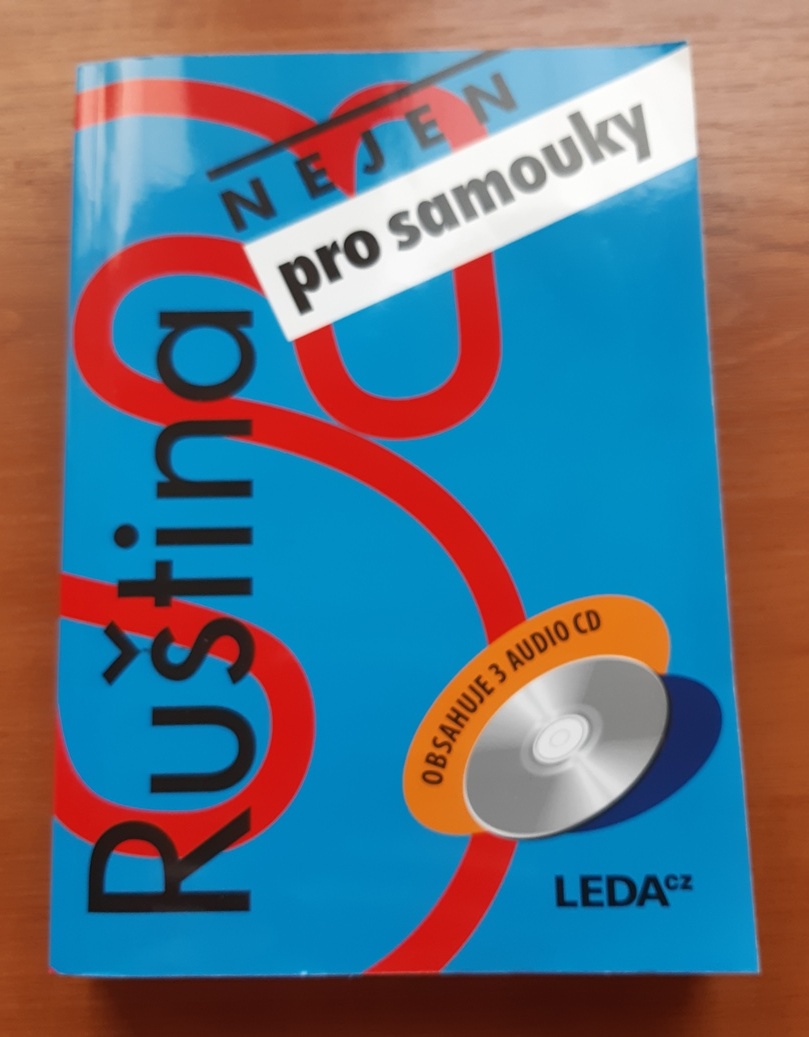 NEJEN
pro samouky
Ruština
OBSAHUJE 3 AUDIO CD
LEDAcz